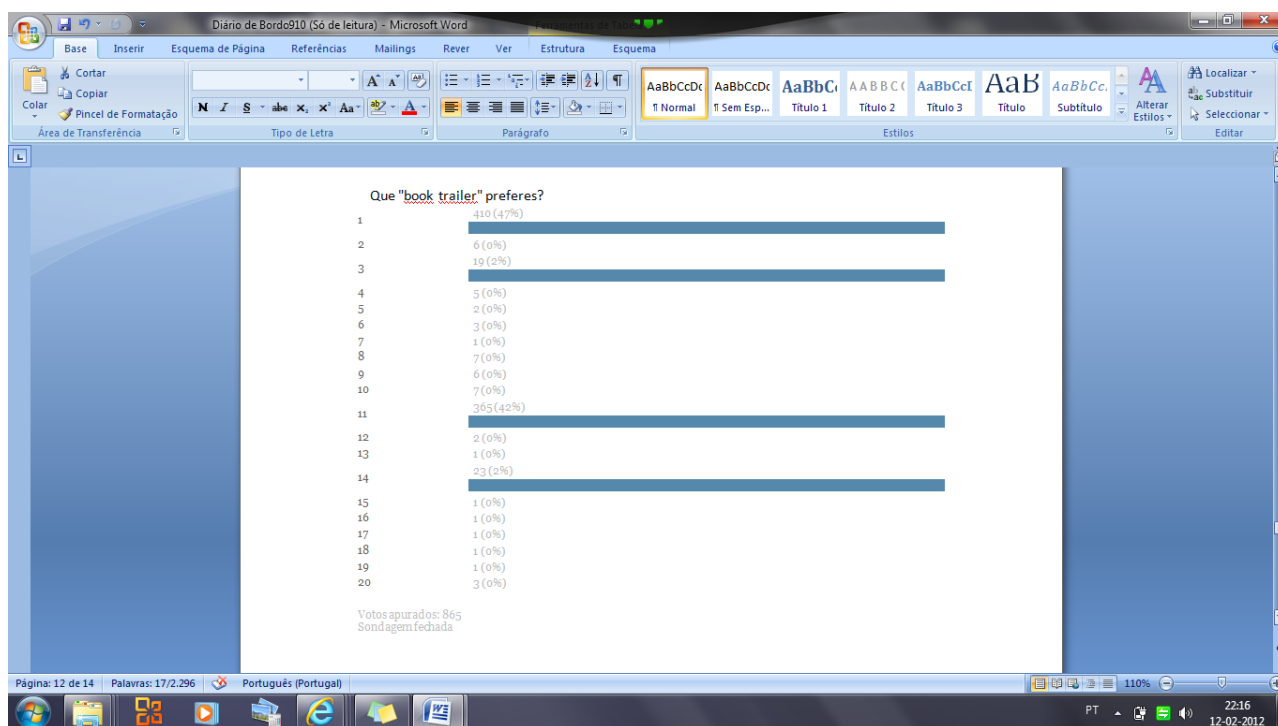 Diário de Bordo910 (Só de leitura) - Microsoft Word
Base Inserir Esquema de Página Referências Mailings Rever Ver Estrutura Esquema
Colar
Cortar
Copiar
Pincel de Formatação
Área de Transferência
N I S abe x₂ x² Aa
Tipo de Letra
Parágrafo
AaBbCcDc AaBbCcDc AaBbC AABBC AaBbCcI AaB AaBbCc.
¶ Normal ¶ Sem Esp... Título 1 Título 2 Título 3 Título Subtítulo
Alterar Estilos
Estilos
Localizar
Substituir
Seleccionar
Editar
Que "book trailer" preferes?
1 410 (47%)
2 6 (0%)
3 19 (2%)
4 5 (0%)
5 2 (0%)
6 3 (0%)
7 1 (0%)
8 7 (0%)
9 6 (0%)
10 7 (0%)
11 365 (42%)
12 2 (0%)
13 1 (0%)
14 23 (2%)
15 1 (0%)
16 1 (0%)
17 1 (0%)
18 1 (0%)
19 1 (0%)
20 3 (0%)
Votos apurados: 865
Sondagem fechada
Página: 12 de 14 Palavras: 17/2.296 Português (Portugal) 110%
PT 22:16
12-02-2012